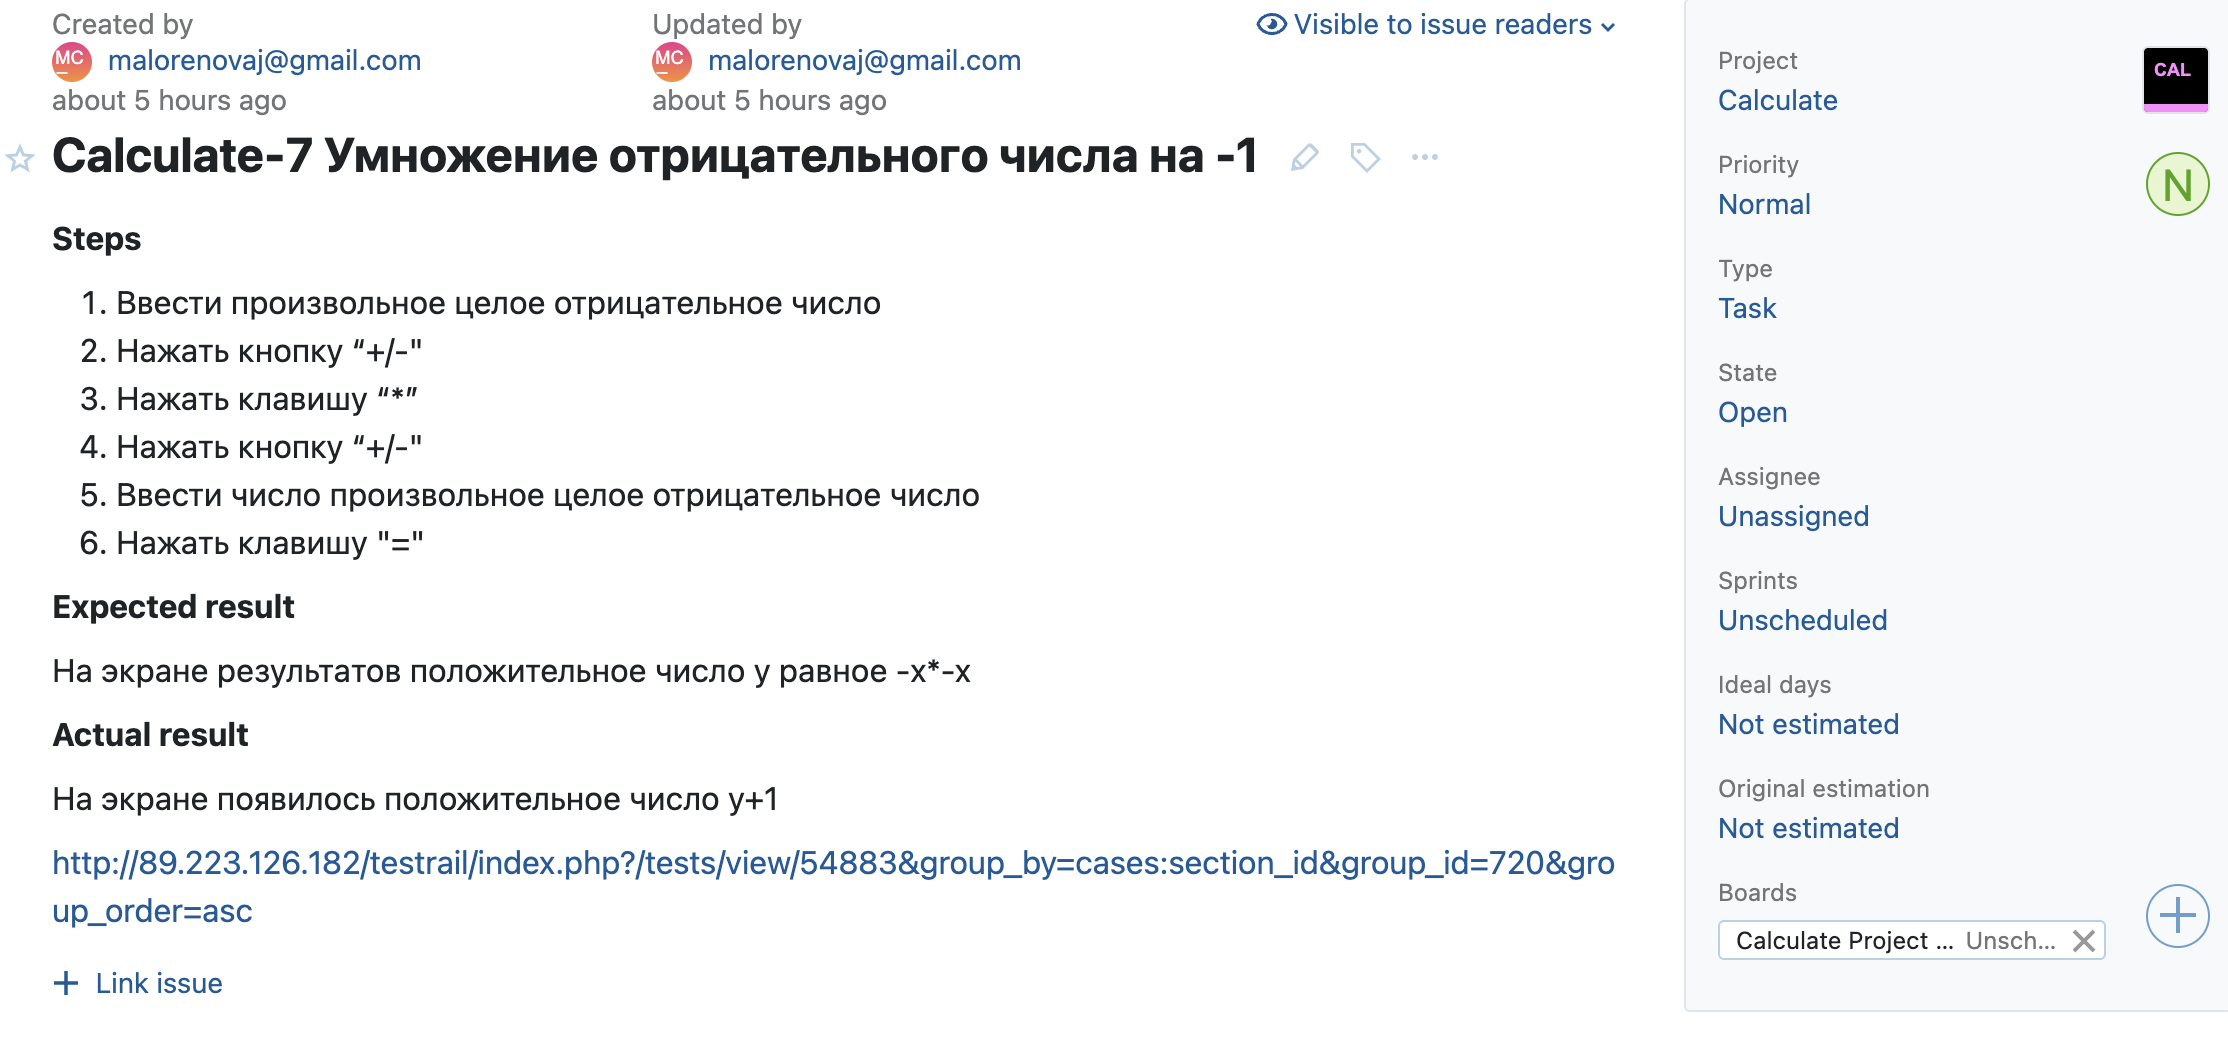 Created by
MC
malorenovaj@gmail.com
about 5 hours ago
Updated by
MC
malorenovaj@gmail.com
about 5 hours ago
Visible to issue readers
Calculate-7 Умножение отрицательного числа на -1
Steps
1. Ввести произвольное целое отрицательное число
2. Нажать кнопку “+/-"
3. Нажать клавишу “*”
4. Нажать кнопку “+/-"
5. Ввести число произвольное целое отрицательное число
6. Нажать клавишу "="
Expected result
На экране результатов положительное число y равное -x*-x
Actual result
На экране появилось положительное число y+1
http://89.223.126.182/testrail/index.php?/tests/view/54883&group_by=cases:section_id&group_id=720&gro
up_order=asc
+ Link issue
Project
Calculate
CAL
Priority
Normal
N
Type
Task
State
Open
Assignee
Unassigned
Sprints
Unscheduled
Ideal days
Not estimated
Original estimation
Not estimated
Boards
Calculate Project ... Unsch...